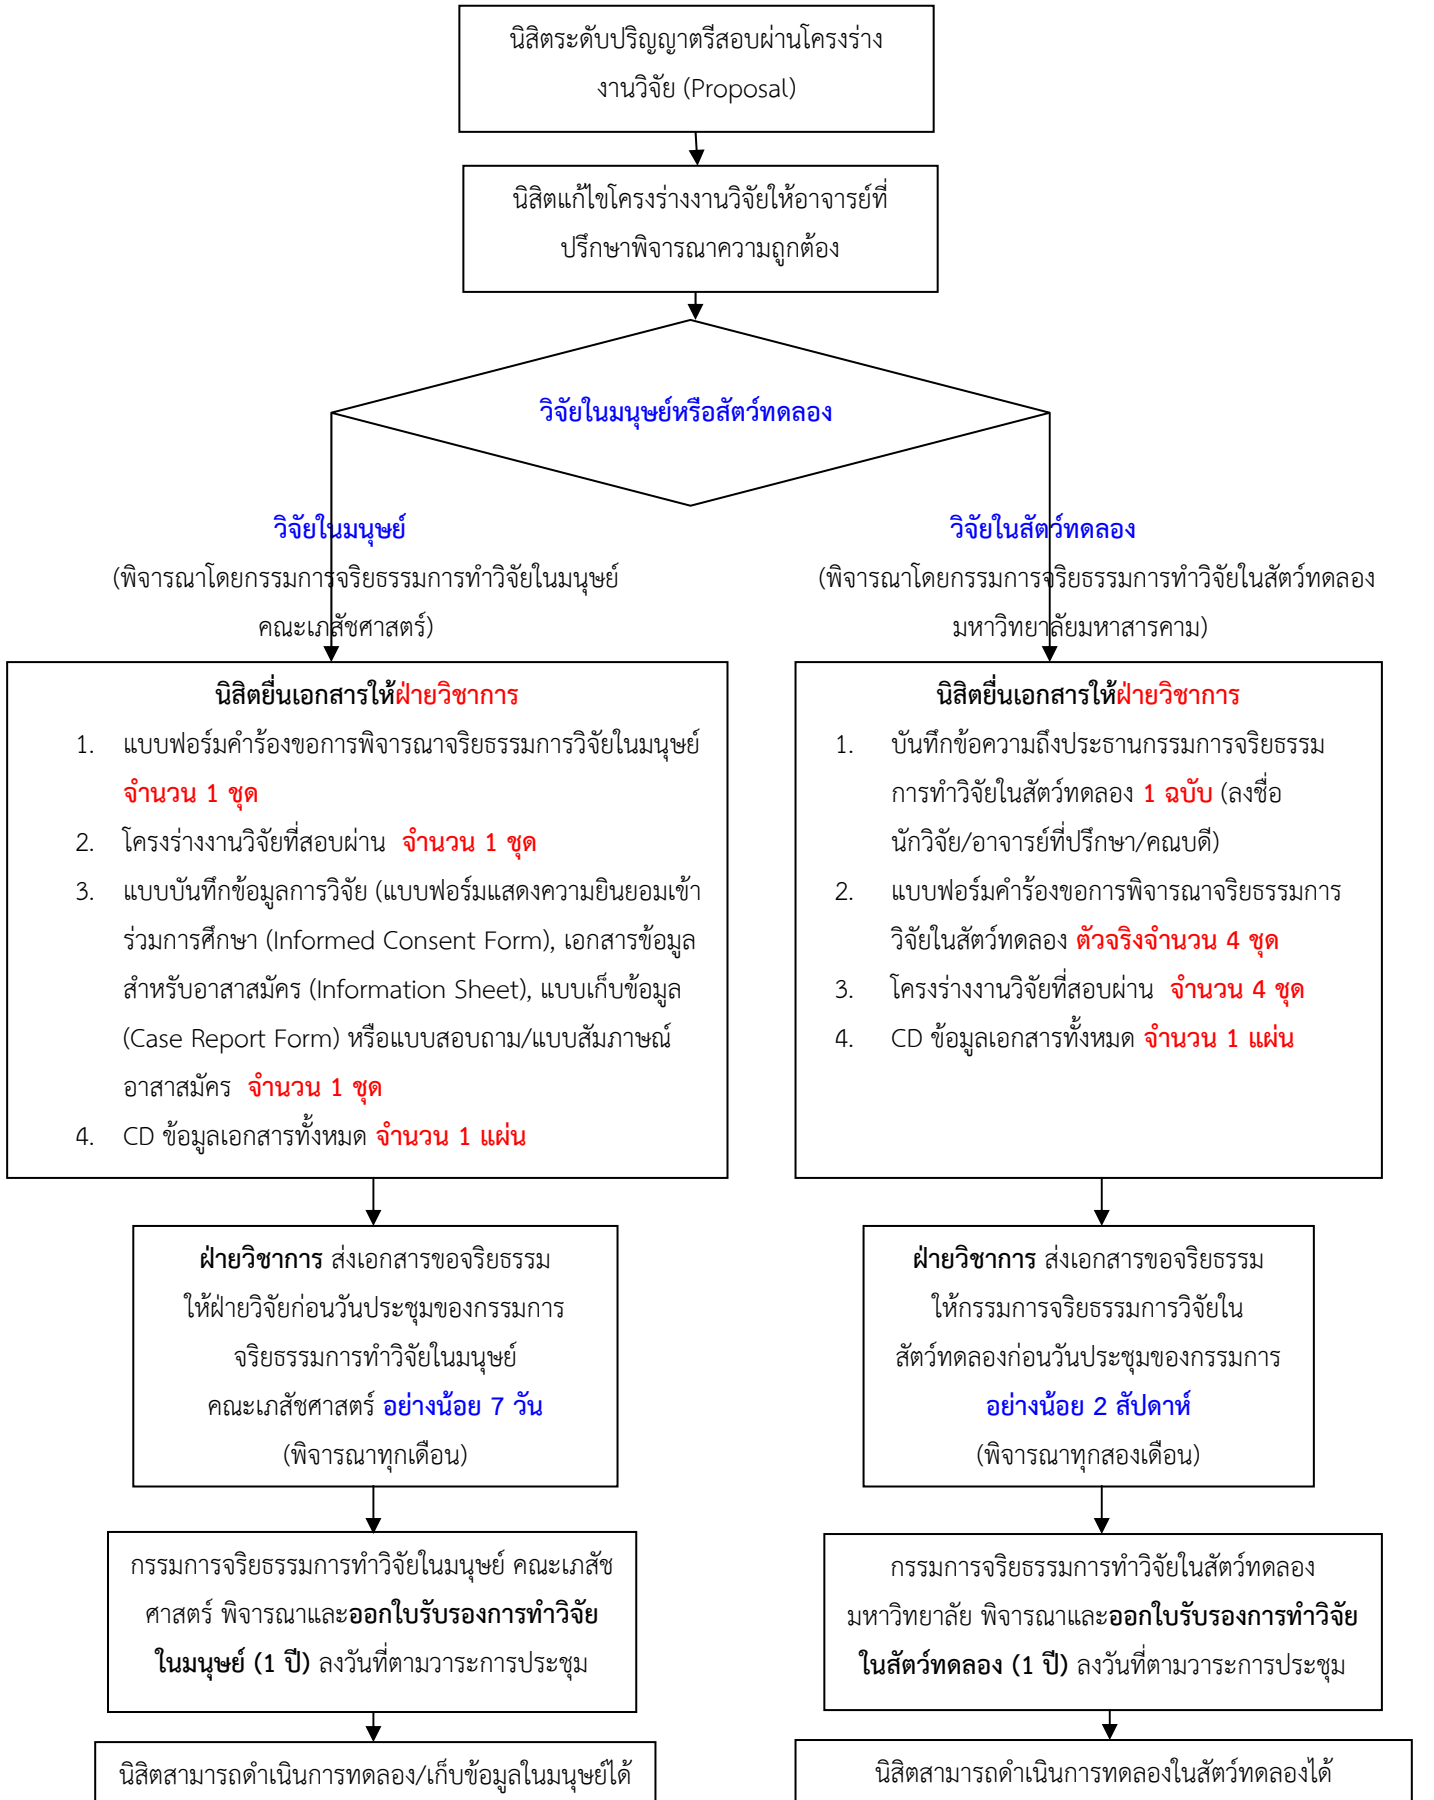 นิสิตระดับปริญญาตรีสอบผ่านโครงร่าง
งานวิจัย (Proposal)
นิสิตแก้ไขโครงร่างงานวิจัยให้อาจารย์ที่
ปรึกษาพิจารณาความถูกต้อง
วิจัยในมนุษย์หรือสัตว์ทดลอง
วิจัยในมนุษย์
(พิจารณาโดยกรรมการจริยธรรมการทำวิจัยในมนุษย์
คณะเภสัชศาสตร์)
นิสิตยื่นเอกสารให้ฝ่ายวิชาการ
1. แบบฟอร์มคำร้องขอการพิจารณาจริยธรรมการวิจัยในมนุษย์
จำนวน 1 ชุด
2. โครงร่างงานวิจัยที่สอบผ่าน จำนวน 1 ชุด
3. แบบบันทึกข้อมูลการวิจัย (แบบฟอร์มแสดงความยินยอมเข้า
ร่วมการศึกษา (Informed Consent Form), เอกสารข้อมูล
สำหรับอาสาสมัคร (Information Sheet), แบบเก็บข้อมูล
(Case Report Form) หรือแบบสอบถาม/แบบสัมภาษณ์
อาสาสมัคร จำนวน 1 ชุด
4. CD ข้อมูลเอกสารทั้งหมด จำนวน 1 แผ่น
ฝ่ายวิชาการ ส่งเอกสารขอจริยธรรม
ให้ฝ่ายวิจัยก่อนวันประชุมของกรรมการ
จริยธรรมการทำวิจัยในมนุษย์
คณะเภสัชศาสตร์ อย่างน้อย 7 วัน
(พิจารณาทุกเดือน)
กรรมการจริยธรรมการทำวิจัยในมนุษย์ คณะเภสัช
ศาสตร์ พิจารณาและออกใบรับรองการทำวิจัย
ในมนุษย์ (1 ปี) ลงวันที่ตามวาระการประชุม
นิสิตสามารถดำเนินการทดลอง/เก็บข้อมูลในมนุษย์ได้
วิจัยในสัตว์ทดลอง
(พิจารณาโดยกรรมการจริยธรรมการทำวิจัยในสัตว์ทดลอง
มหาวิทยาลัยมหาสารคาม)
นิสิตยื่นเอกสารให้ฝ่ายวิชาการ
1. บันทึกข้อความถึงประธานกรรมการจริยธรรม
การทำวิจัยในสัตว์ทดลอง 1 ฉบับ (ลงชื่อ
นักวิจัย/อาจารย์ที่ปรึกษา/คณบดี)
2. แบบฟอร์มคำร้องขอการพิจารณาจริยธรรมการ
วิจัยในสัตว์ทดลอง ตัวจริงจำนวน 4 ชุด
3. โครงร่างงานวิจัยที่สอบผ่าน จำนวน 4 ชุด
4. CD ข้อมูลเอกสารทั้งหมด จำนวน 1 แผ่น
ฝ่ายวิชาการ ส่งเอกสารขอจริยธรรม
ให้กรรมการจริยธรรมการวิจัยใน
สัตว์ทดลองก่อนวันประชุมของกรรมการ
อย่างน้อย 2 สัปดาห์
(พิจารณาทุกสองเดือน)
กรรมการจริยธรรมการทำวิจัยในสัตว์ทดลอง
มหาวิทยาลัย พิจารณาและออกใบรับรองการทำวิจัย
ในสัตว์ทดลอง (1 ปี) ลงวันที่ตามวาระการประชุม
นิสิตสามารถดำเนินการทดลองในสัตว์ทดลองได้